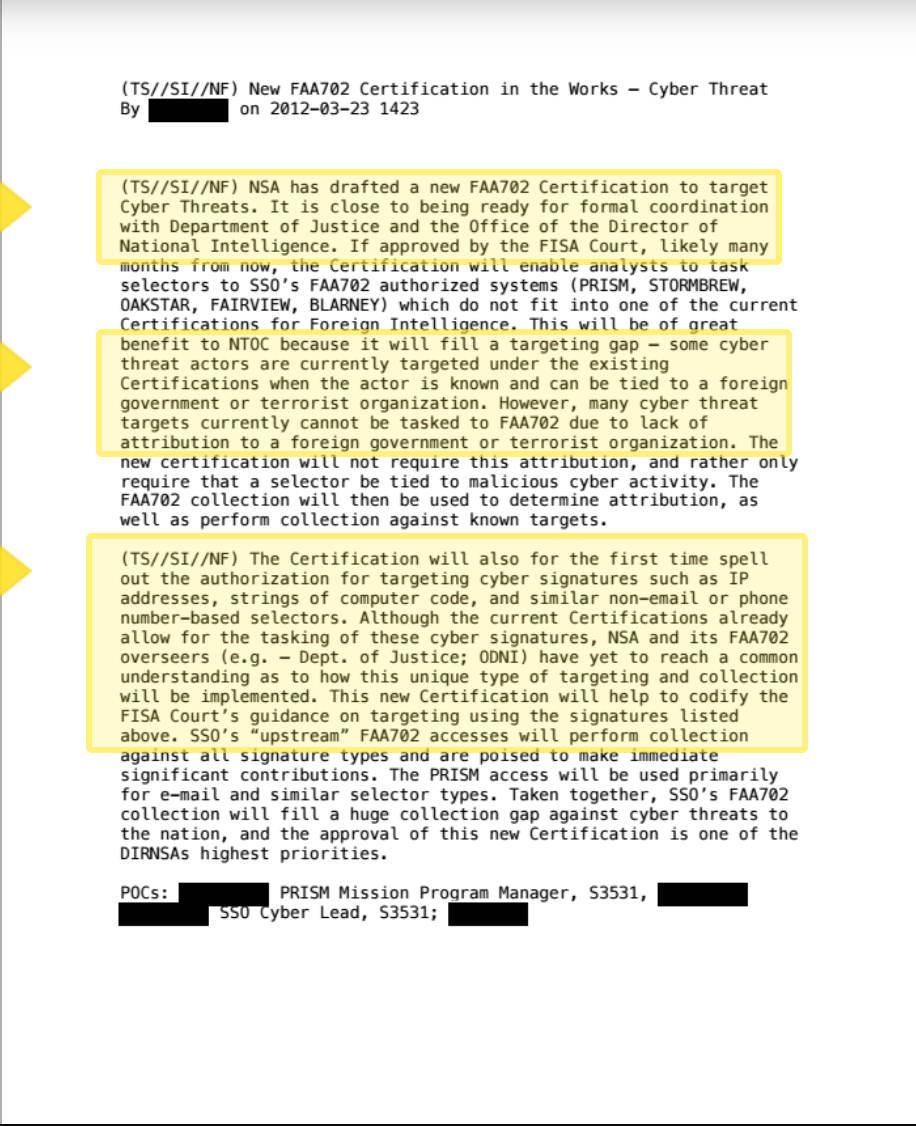 (TS//SI//NF) New FAA702 Certification in the Works – Cyber Threat
By on 2012-03-23 1423
(TS//SI//NF) NSA has drafted a new FAA702 Certification to target
Cyber Threats. It is close to being ready for formal coordination
with Department of Justice and the Office of the Director of
National Intelligence. If approved by the FISA Court, likely many
months from now, the Certification will enable analysts to task
selectors to SSO’s FAA702 authorized systems (PRISM, STORMBREW,
OAKSTAR, FAIRVIEW, BLARNEY) which do not fit into one of the current
Certifications for Foreign Intelligence. This will be of great
benefit to NTOC because it will fill a targeting gap – some cyber
threat actors are currently targeted under the existing
Certifications when the actor is known and can be tied to a foreign
government or terrorist organization. However, many cyber threat
targets currently cannot be tasked to FAA702 due to lack of
attribution to a foreign government or terrorist organization. The
new certification will not require this attribution, and rather only
require that a selector be tied to malicious cyber activity. The
FAA702 collection will then be used to determine attribution, as
well as perform collection against known targets.
(TS//SI//NF) The Certification will also for the first time spell
out the authorization for targeting cyber signatures such as IP
addresses, strings of computer code, and similar non-email or phone
number-based selectors. Although the current Certifications already
allow for the tasking of these cyber signatures, NSA and its FAA702
overseers (e.g. – Dept. of Justice; ODNI) have yet to reach a common
understanding as to how this unique type of targeting and collection
will be implemented. This new Certification will help to codify the
FISA Court’s guidance on targeting using the signatures listed
above. SSO’s “upstream” FAA702 accesses will perform collection
against all signature types and are poised to make immediate
significant contributions. The PRISM access will be used primarily
for e-mail and similar selector types. Taken together, SSO’s FAA702
collection will fill a huge collection gap against cyber threats to
the nation, and the approval of this new Certification is one of the
DIRNSAs highest priorities.
POCs: PRISM Mission Program Manager, S3531,
SSO Cyber Lead, S3531;